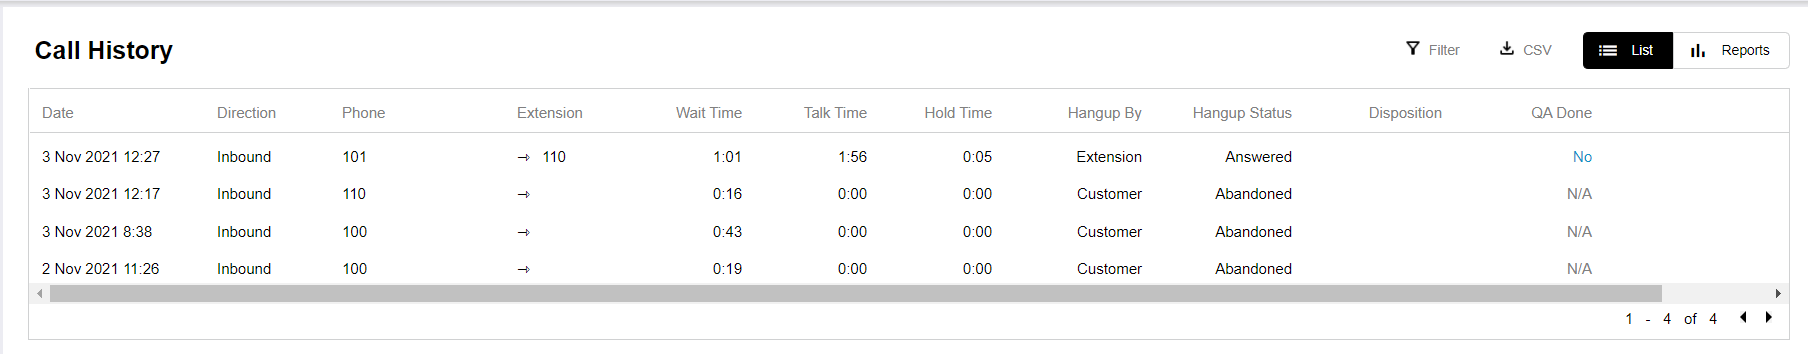 Call History Filter CSV List Reports
Date Direction Phone Extension Wait Time Talk Time Hold Time Hangup By Hangup Status Disposition QA Done
3 Nov 2021 12:27 Inbound 101 → 110 1:01 1:56 0:05 Extension Answered No
3 Nov 2021 12:17 Inbound 110 → 0:16 0:00 0:00 Customer Abandoned N/A
3 Nov 2021 8:38 Inbound 100 → 0:43 0:00 0:00 Customer Abandoned N/A
2 Nov 2021 11:26 Inbound 100 → 0:19 0:00 0:00 Customer Abandoned N/A
1 - 4 of 4